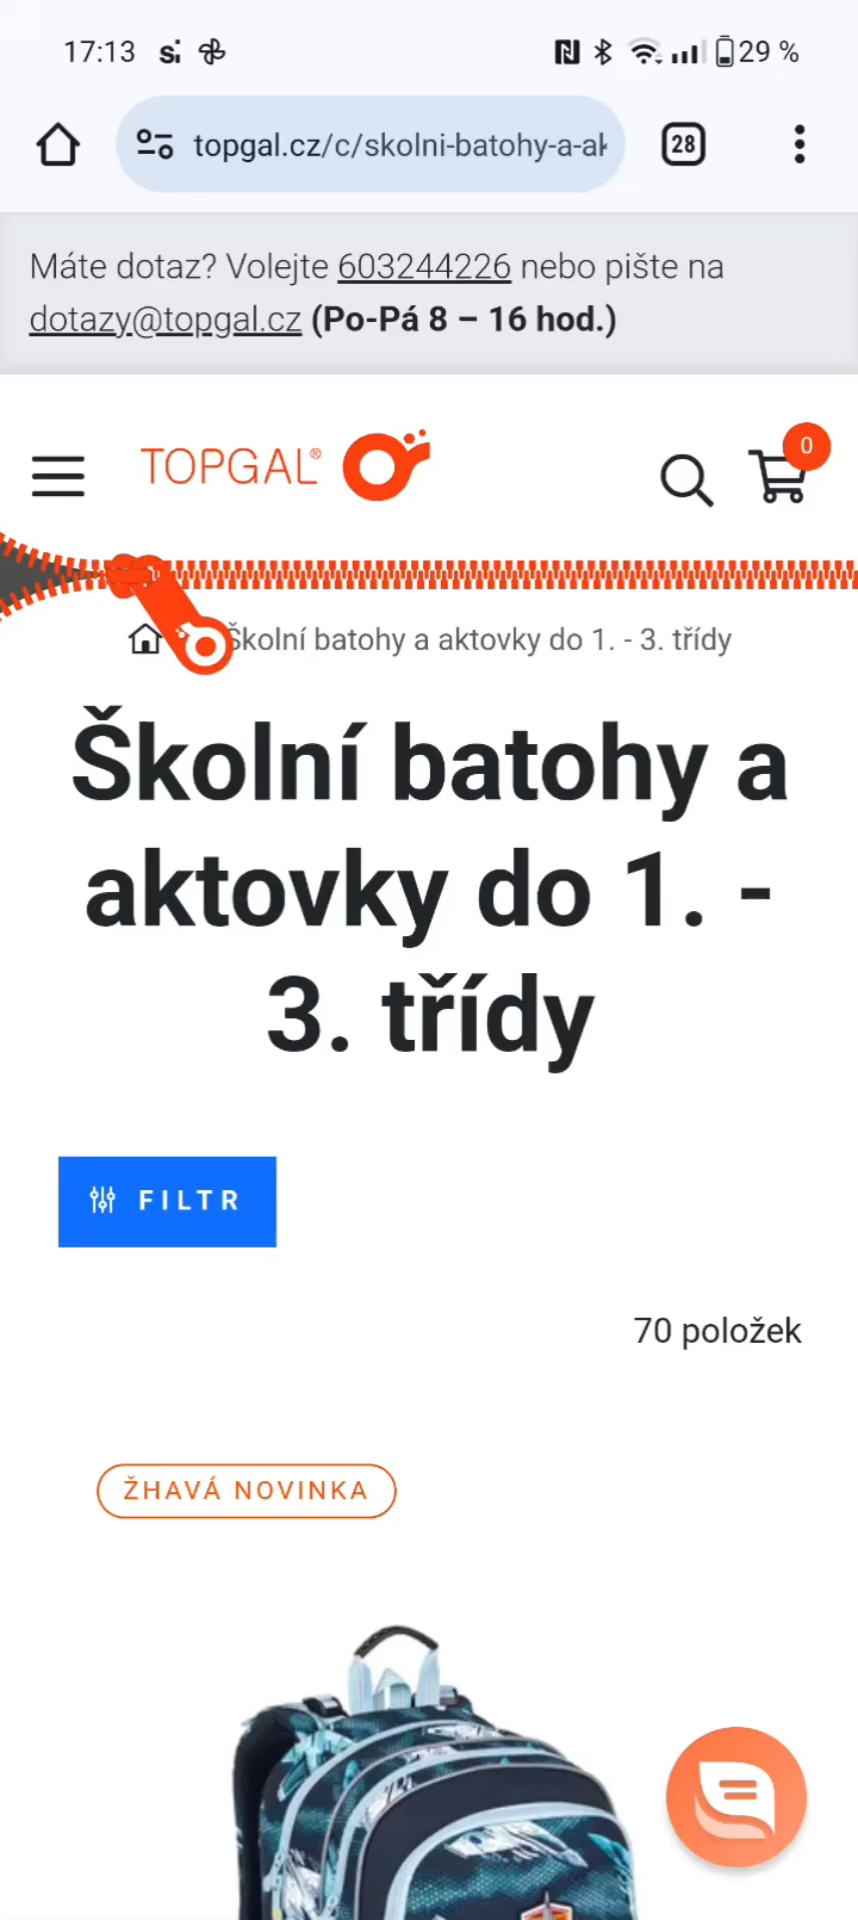 17:13 si 29 %
topgal.cz/c/skolni-batohy-a-ak 28
Máte dotaz? Volejte 603244226 nebo pište na
dotazy@topgal.cz (Po-Pá 8 – 16 hod.)
TOPGAL® 0
Školní batohy a aktovky do 1. - 3. třídy
Školní batohy a
aktovky do 1. -
3. třídy
FILTR
70 položek
ŽHAVÁ NOVINKA